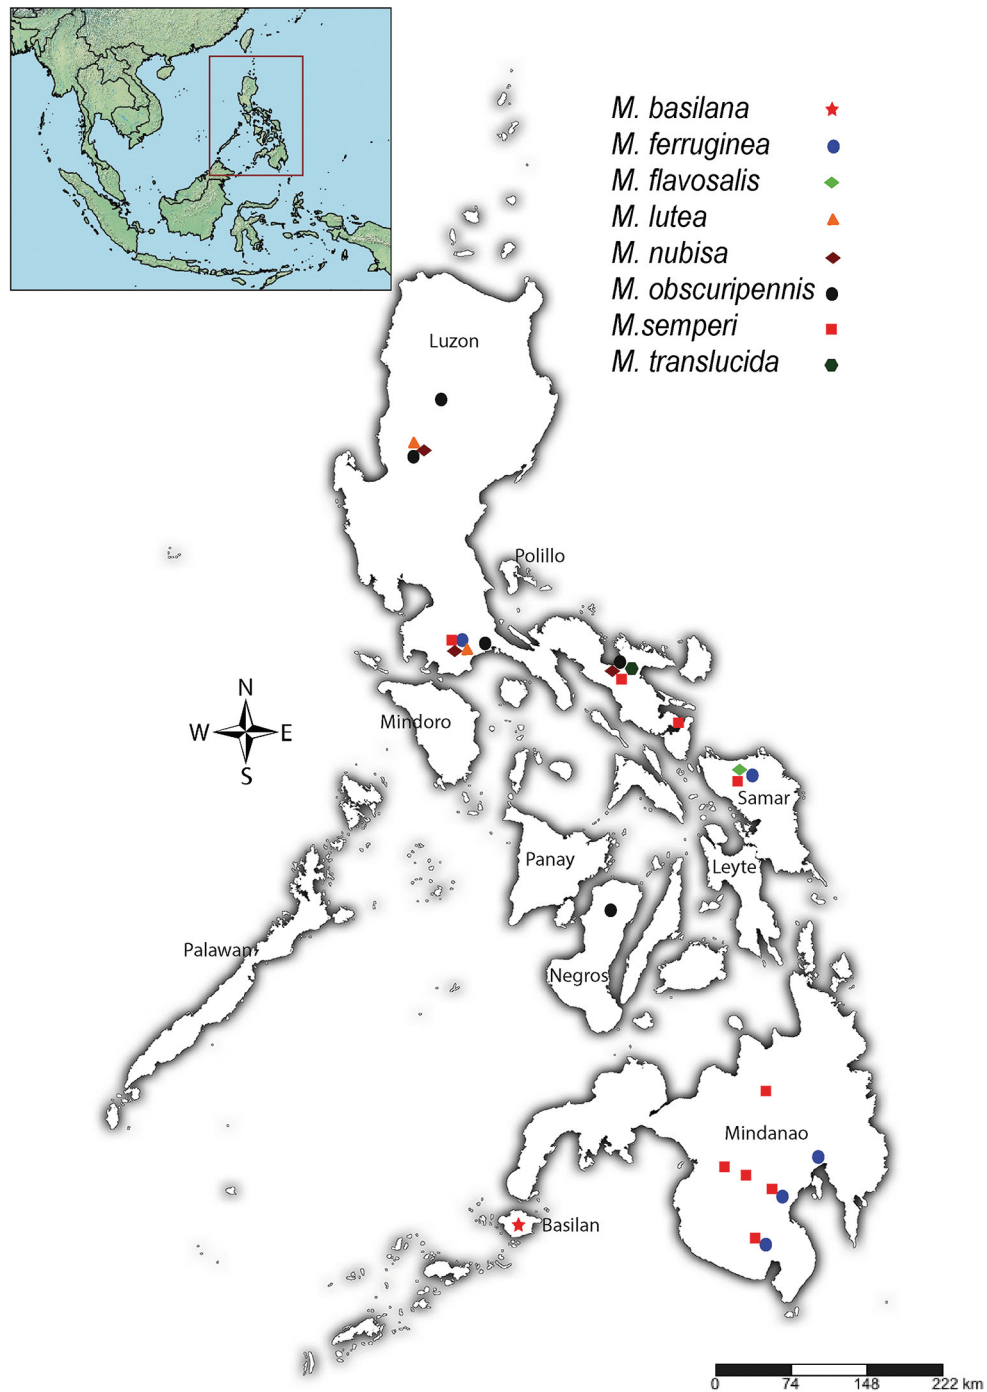 M. basilana
M. ferruginea
M. flavosalis
M. lutea
M. nubisa
M. obscuripennis
M.semperi
M. translucida
Luzon
Polillo
N
W E
S
Mindoro
Samar
Panay
Leyte
Palawan
Negros
Mindanao
Basilan
0 74 148 222 km